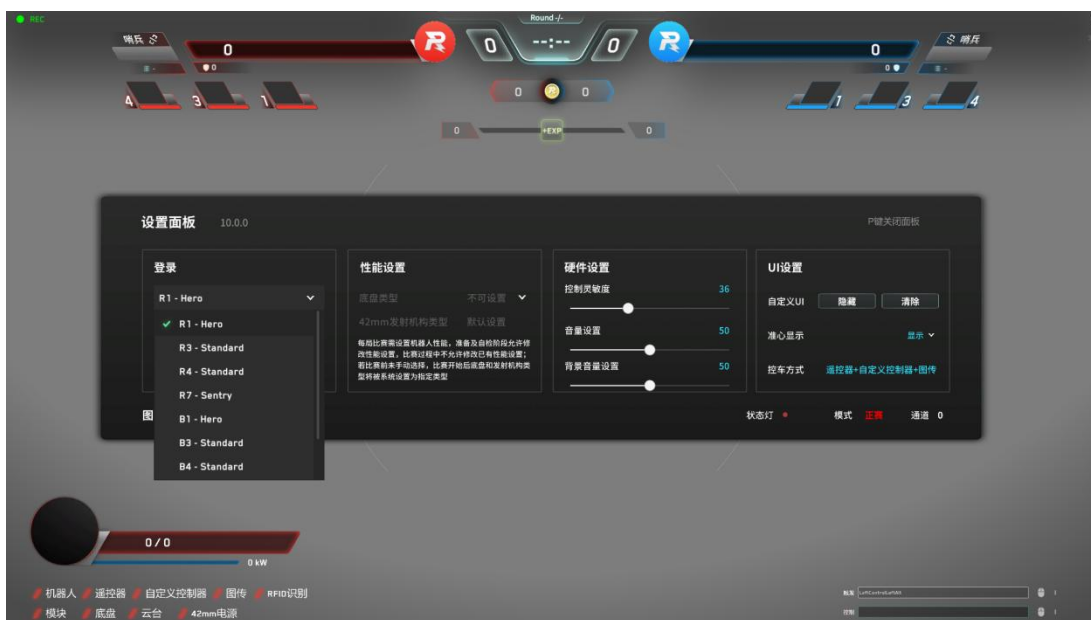 REC
Round -/-
哨兵
0
0
--:--
0
0
哨兵
0
0
4
3
1
0
0
1
3
4
0
+EXP
0
设置面板
10.0.0
P键关闭面板
登录
R1 - Hero
R1 - Hero
R3 - Standard
R4 - Standard
R7 - Sentry
B1 - Hero
B3 - Standard
B4 - Standard
性能设置
底盘类型 不可设置
42mm发射机构类型 默认设置
每局比赛需设置机器人性能，准备及自检阶段允许修
改性能设置，比赛过程中不允许修改已有性能设置；
若比赛前未手动选择，比赛开始后底盘和发射机构类
型将被系统设置为指定类型
硬件设置
控制灵敏度 36
音量设置 50
背景音量设置 50
UI设置
自定义UI 隐藏 清除
准心显示 显示
控车方式 遥控器+自定义控制器+图传
图
状态灯 模式 正赛 通道 0
0 / 0
0 kW
机器人 遥控器 自定义控制器 图传 RFID识别
模块 底盘 云台 42mm电源
触发
控制